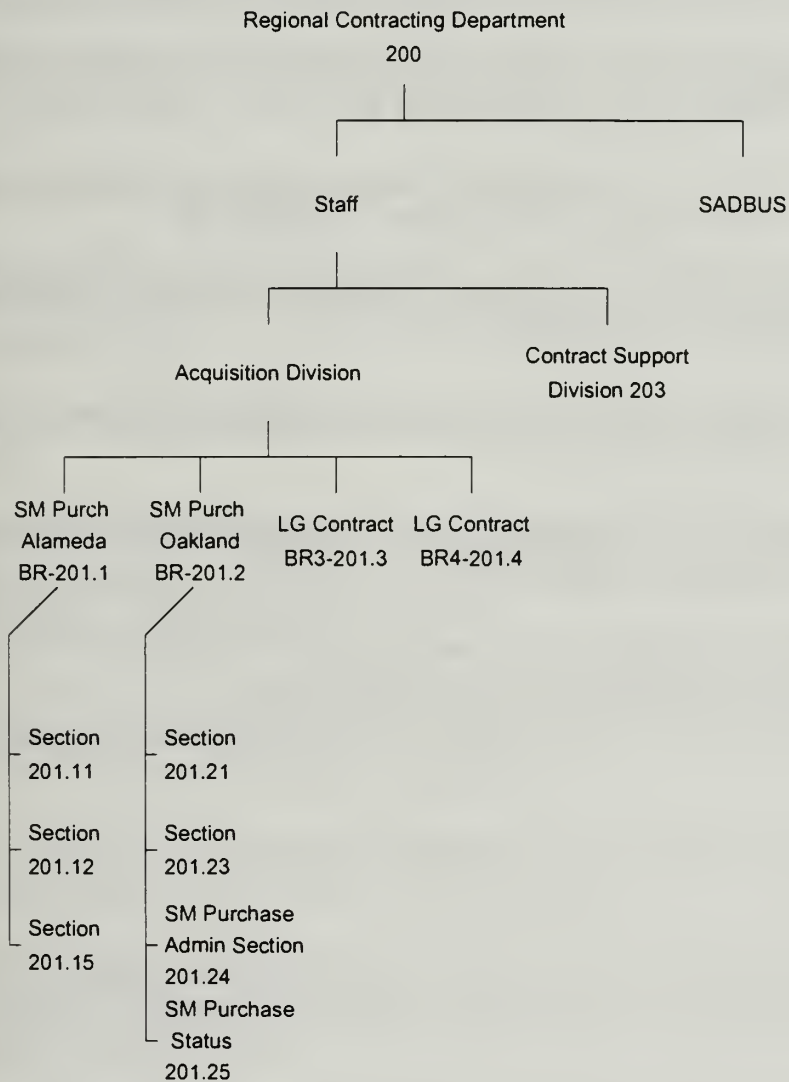 Regional Contracting Department
200
Staff
SADBUS
Acquisition Division
Contract Support
Division 203
SM Purch
Alameda
BR-201.1
SM Purch
Oakland
BR-201.2
LG Contract
BR3-201.3
LG Contract
BR4-201.4
Section
201.11
Section
201.12
Section
201.15
Section
201.21
Section
201.23
SM Purchase
Admin Section
201.24
SM Purchase
Status
201.25